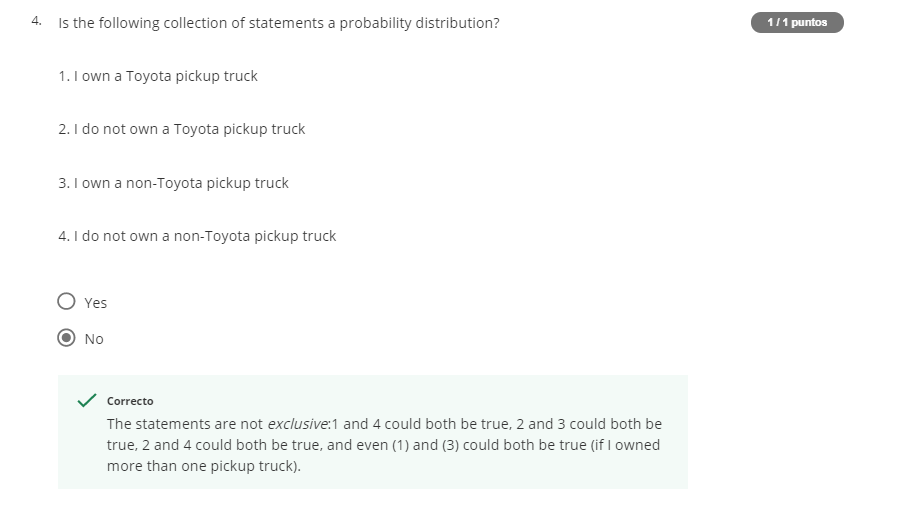 4. Is the following collection of statements a probability distribution?
1 / 1 puntos
1. I own a Toyota pickup truck
2. I do not own a Toyota pickup truck
3. I own a non-Toyota pickup truck
4. I do not own a non-Toyota pickup truck
Yes
No
Correcto
The statements are not exclusive:1 and 4 could both be true, 2 and 3 could both be
true, 2 and 4 could both be true, and even (1) and (3) could both be true (if I owned
more than one pickup truck).